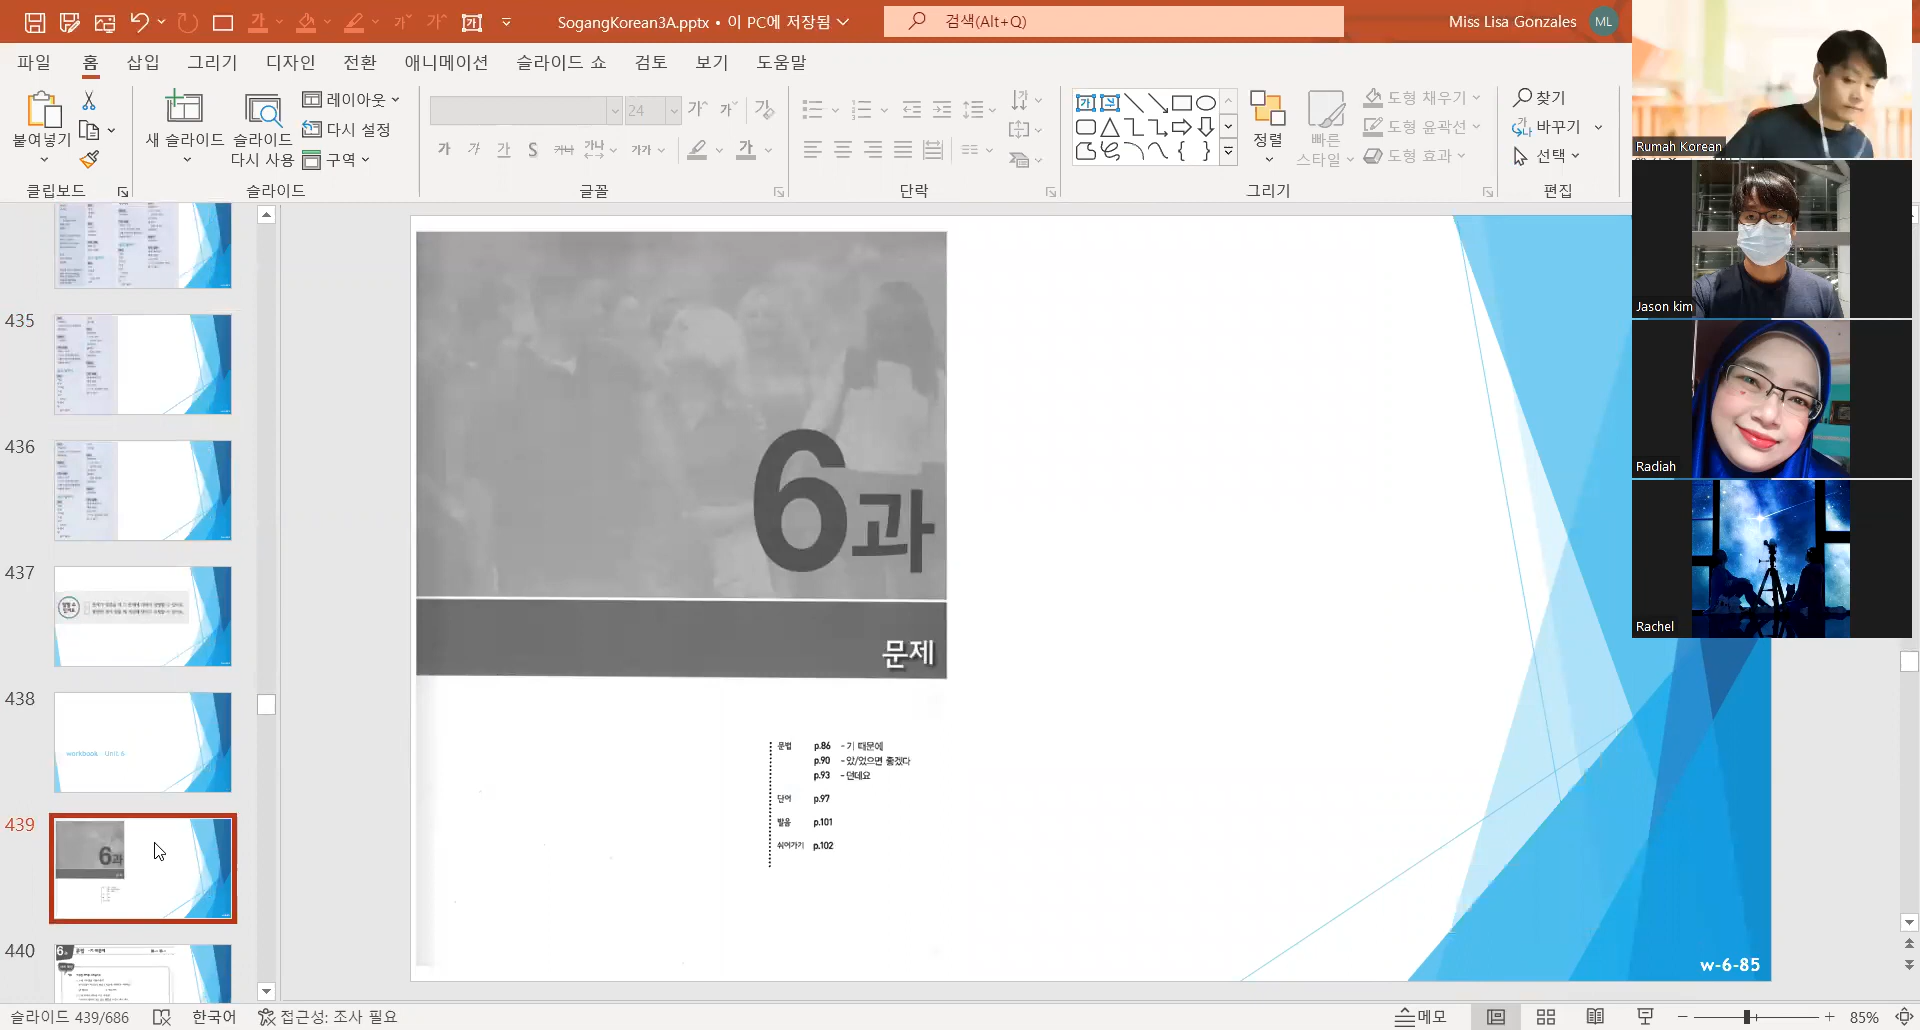 SogangKorean3A.pptx • 이 PC에 저장됨
검색(Alt+Q)
Miss Lisa Gonzales
ML
파일 홈 삽입 그리기 디자인 전환 애니메이션 슬라이드 쇼 검토 보기 도움말
붙여넣기
클립보드
새 슬라이드
슬라이드 다시 사용
레이아웃
다시 설정
구역
슬라이드
24
글꼴
단락
정렬
빠른 스타일
도형 채우기
도형 윤곽선
도형 효과
그리기
찾기
바꾸기
선택
편집
Rumah Korean
Jason kim
Radiah
Rachel
435
436
437
438
workbook Unit 6
439
6과
440
6과
문제
문법 p.86 -기 때문에
p.90 -았/었으면 좋겠다
p.93 -던데요
단어 p.97
발음 p.101
쉬어가기 p.102
w-6-85
슬라이드 439/686
한국어
접근성: 조사 필요
메모
85%